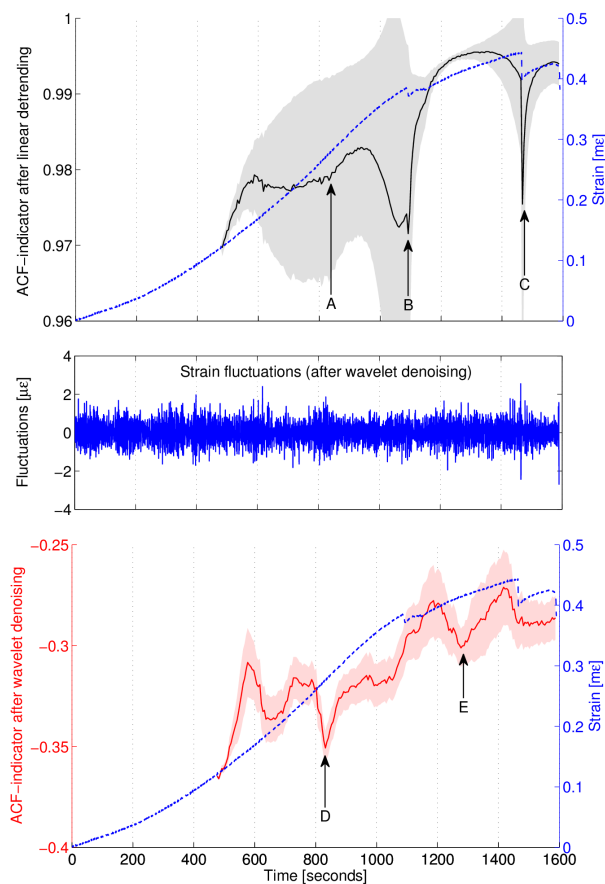 1
0.99
0.98
0.97
0.96
ACF−indicator after linear detrending
0.5
0.4
0.3
0.2
0.1
0
Strain [mε]
A
B
C
4
2
0
−2
−4
Fluctuations [με]
Strain fluctuations (after wavelet denoising)
−0.25
−0.3
−0.35
−0.4
ACF−indicator after wavelet denoising
0.5
0.4
0.3
0.2
0.1
0
Strain [mε]
E
D
0 200 400 600 800 1000 1200 1400 1600
Time [seconds]